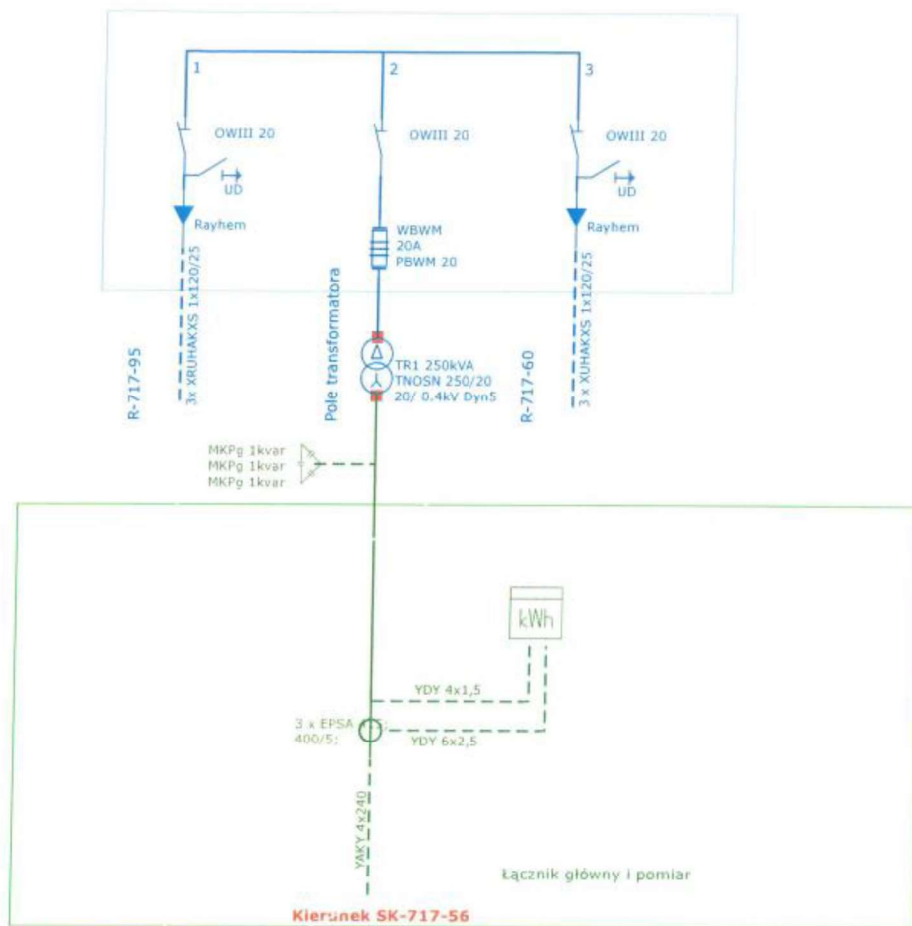 1
2
3
OWIII 20
OWIII 20
OWIII 20
UD
UD
Rayhem
Rayhem
WBWM
20A
PBWM 20
3x XRUHAKXS 1x120/25
R-717-95
Pole transformatora
TR1 250kVA
TNOSN 250/20
20/ 0.4kV Dyn5
R-717-60
3 x XUHAKXS 1x120/25
MKPg 1kvar
MKPg 1kvar
MKPg 1kvar
kWh
YDY 4x1,5
3 x EPSA
400/5;
YDY 6x2,5
YAKY 4x240
Łącznik główny i pomiar
Kierunek SK-717-56